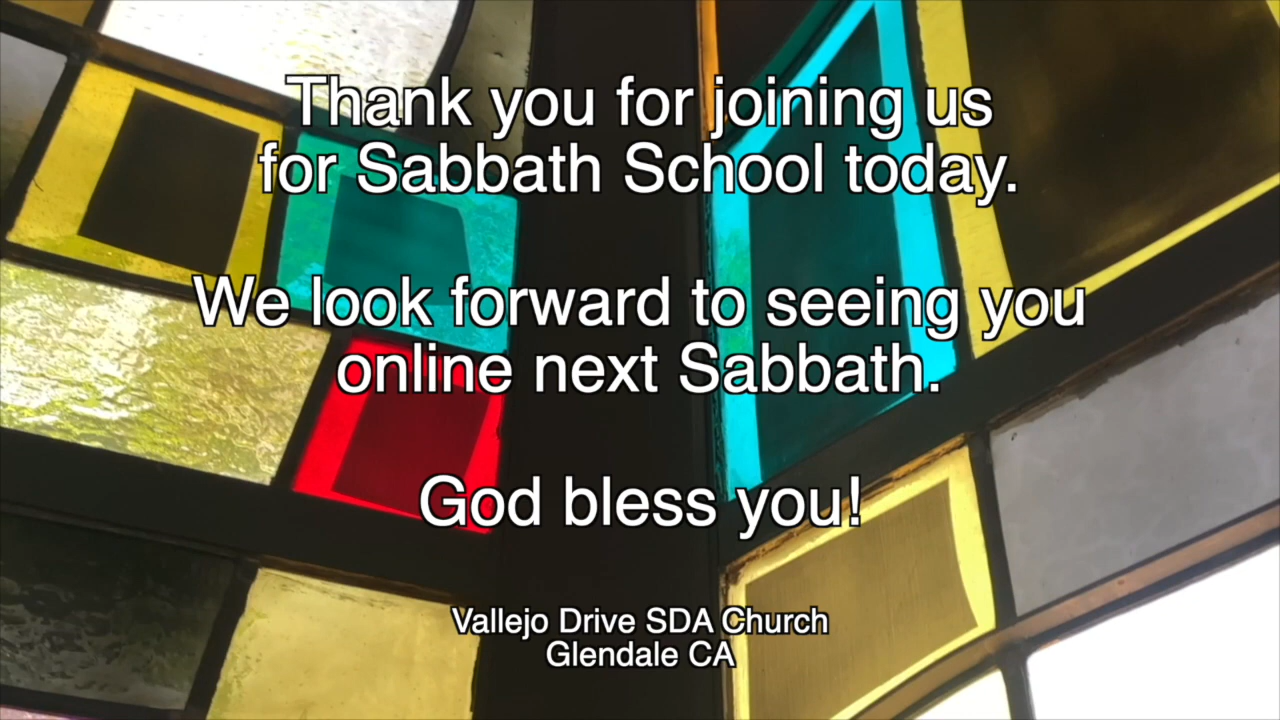 Thank you for joining us
for Sabbath School today.
We look forward to seeing you
online next Sabbath.
God bless you!
Vallejo Drive SDA Church
Glendale CA